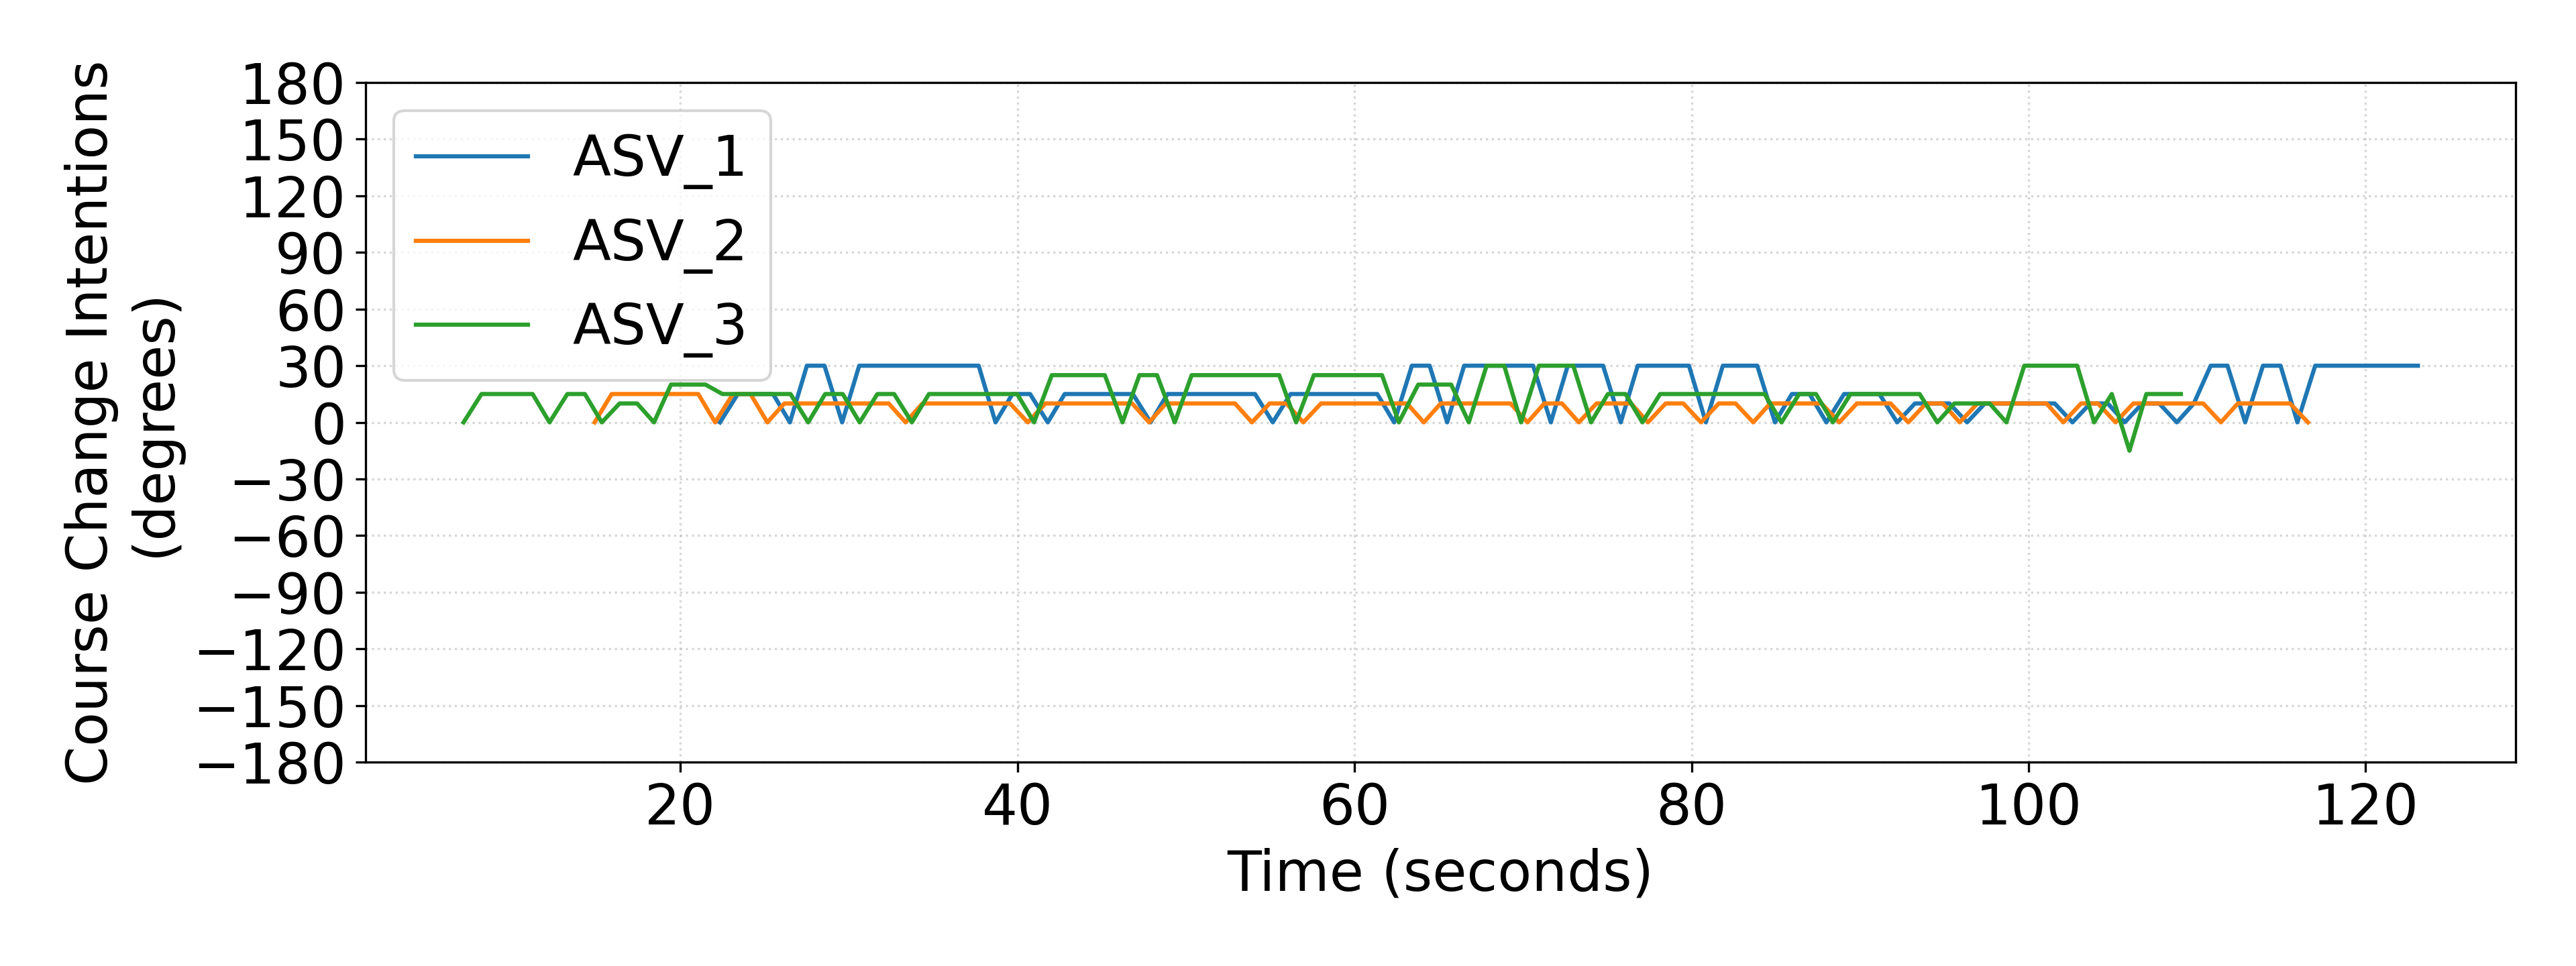 Course Change Intentions
(degrees)
180
150
120
90
60
30
0
−30
−60
−90
−120
−150
−180
ASV_1
ASV_2
ASV_3
20 40 60 80 100 120
Time (seconds)